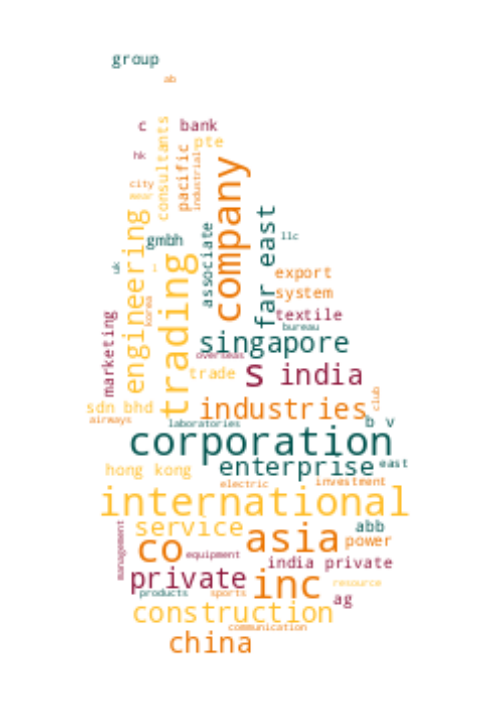 group
ab
c
bank
consultants
pte
pacific
industrial
hk
company
city
engineering
far east
associate
llc
gmbh
trading
uk
export
korea
system
marketing
textile
bureau
singapore
overseas
trade
s
india
club
sdn bhd
industries
airways
laboratories
b v
corporation
hong kong
enterprise
east
electric
investment
international
management
service
asia
abb
co
power
equipment
india private
private
inc
resource
products
sports
ag
construction
communication
china